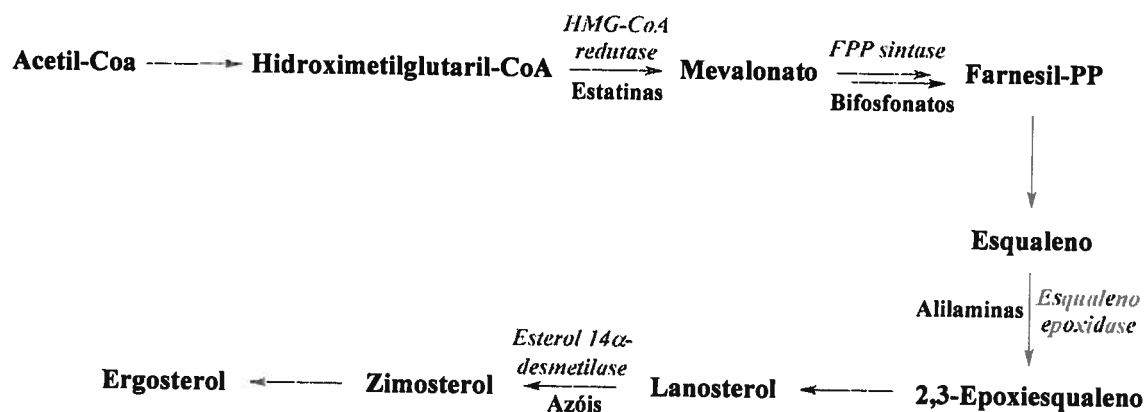 HMG-CoA
redutase
FPP sintase
Acetil-Coa
Hidroximetilglutaril-CoA
Mevalonato
Farnesil-PP
Estatinas
Bifosfonatos
Esqualeno
Alilaminas
Esqualeno
epoxidase
Esterol 14α-
desmetilase
Ergosterol
Zimosterol
Lanosterol
2,3-Epoxiesqualeno
Azóis